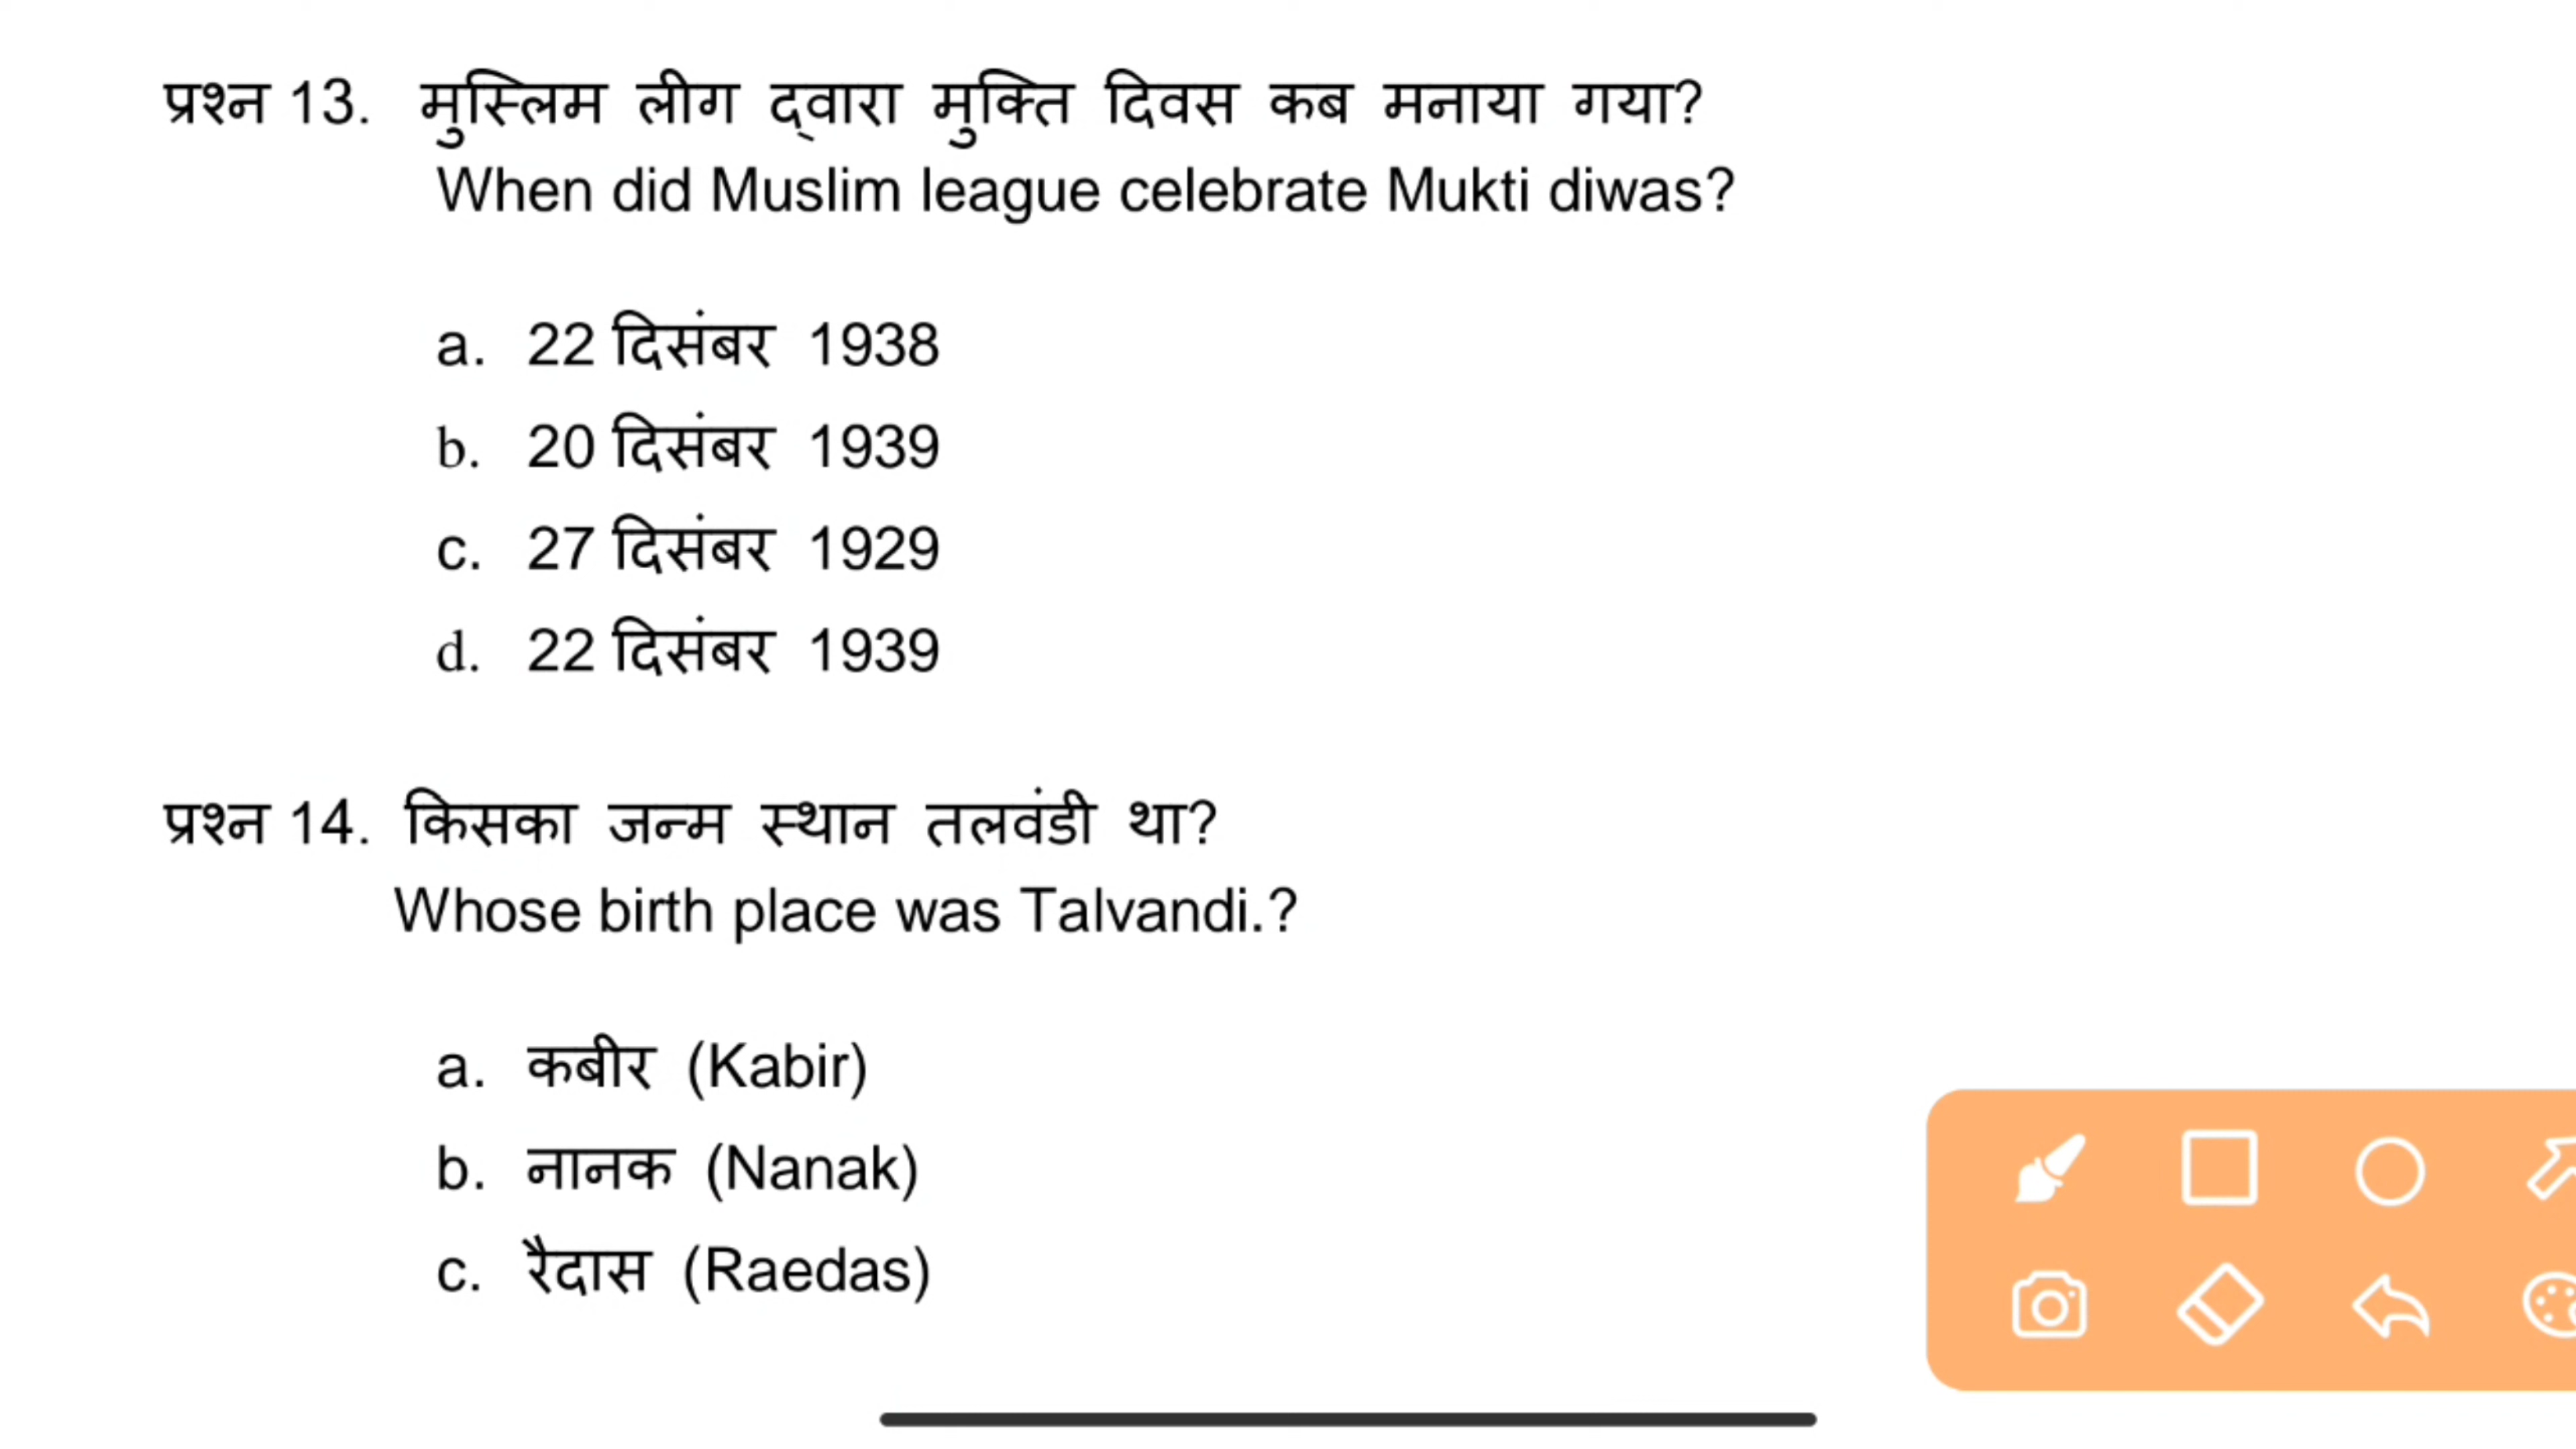 प्रश्न 13. मुस्लिम लीग द्वारा मुक्ति दिवस कब मनाया गया?
When did Muslim league celebrate Mukti diwas?
a. 22 दिसंबर 1938
b. 20 दिसंबर 1939
c. 27 दिसंबर 1929
d. 22 दिसंबर 1939
प्रश्न 14. किसका जन्म स्थान तलवंडी था?
Whose birth place was Talvandi.?
a. कबीर (Kabir)
b. नानक (Nanak)
c. रैदास (Raedas)